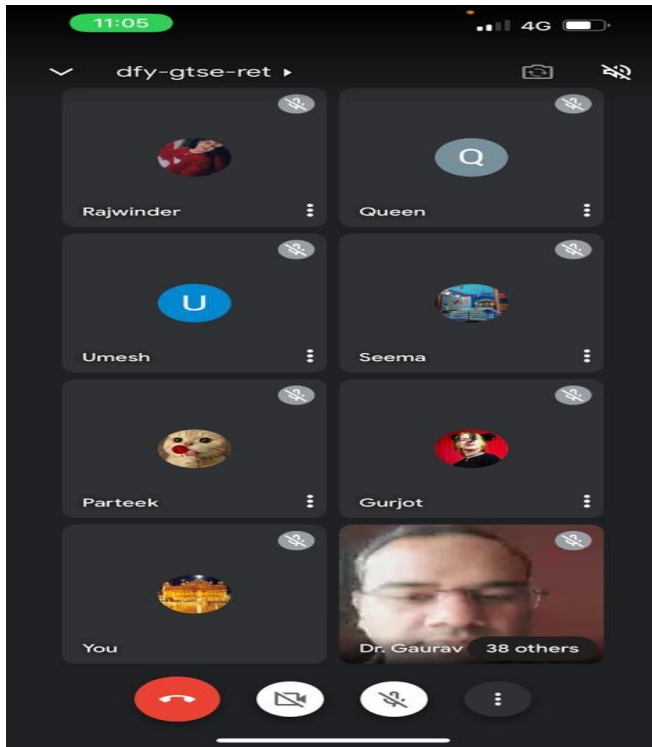 11:05 4G
dfy-gtse-ret
Rajwinder
Q
Queen
U
Umesh
Seema
Parteek
Gurjot
You
Dr. Gaurav 38 others